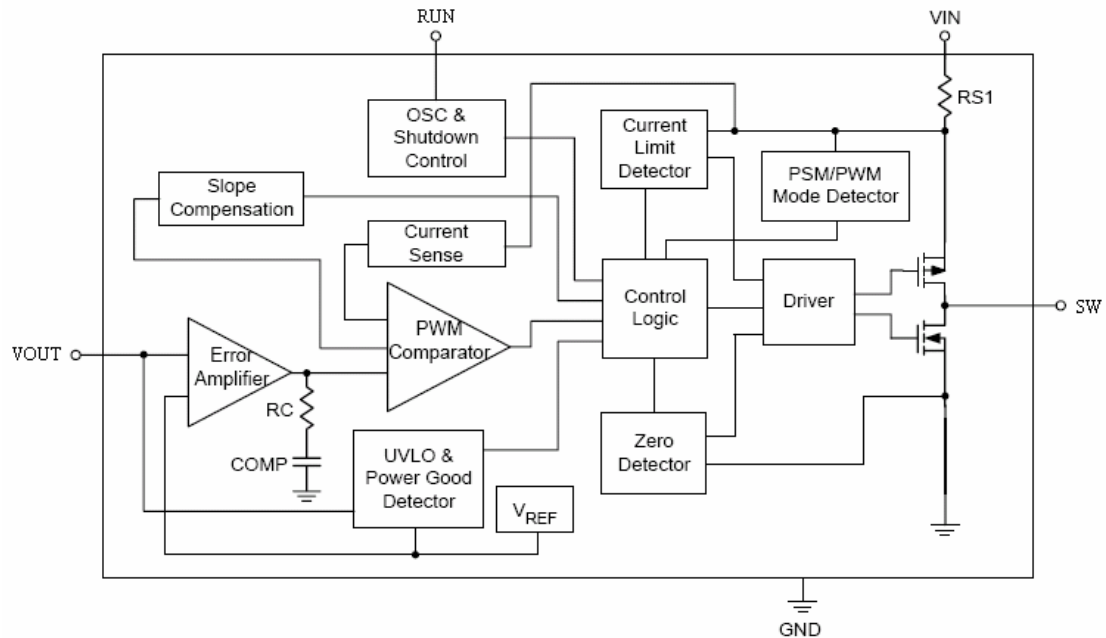 RUN
VIN
RS1
OSC &
Shutdown
Control
Current
Limit
Detector
PSM/PWM
Mode Detector
Slope
Compensation
Current
Sense
Control
Logic
Driver
SW
PWM
Comparator
VOUT
Error
Amplifier
RC
COMP
UVLO &
Power Good
Detector
Zero
Detector
VREF
GND